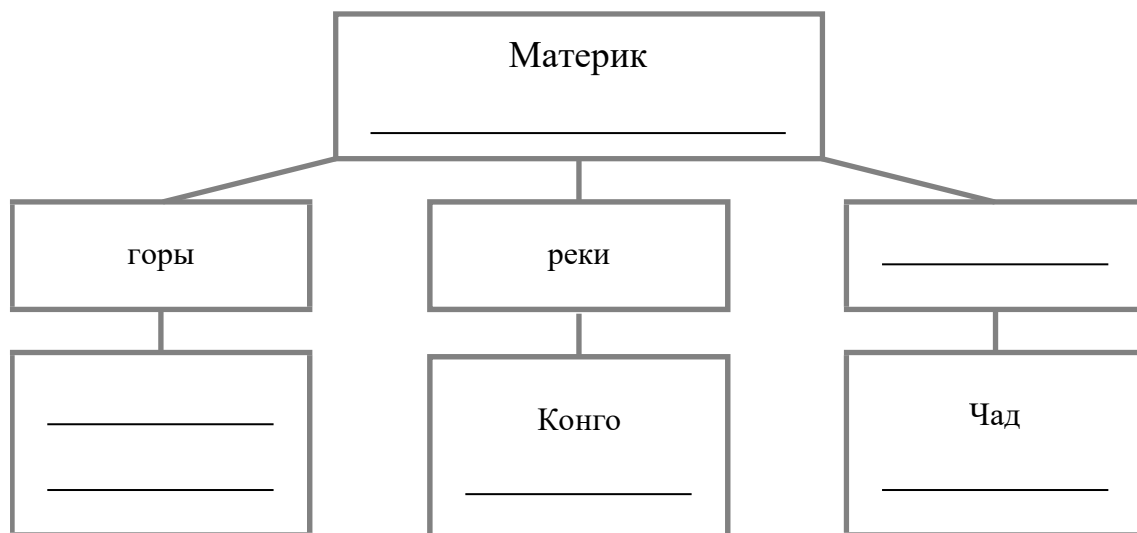 Материк
горы
реки
Конго
Чад